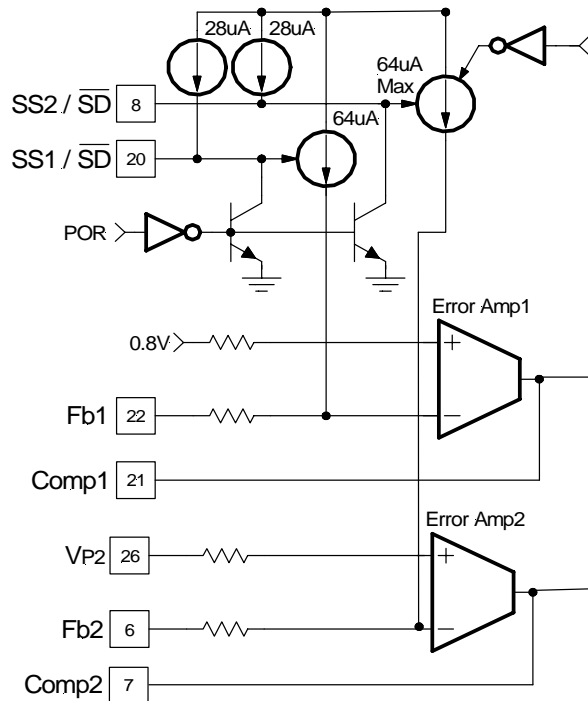 28uA 28uA
64uA
Max
SS2 / SD 8
64uA
SS1 / SD 20
POR
Error Amp1
0.8V
+
Fb1 22
−
Comp1 21
Error Amp2
VP2 26
+
Fb2 6
−
Comp2 7